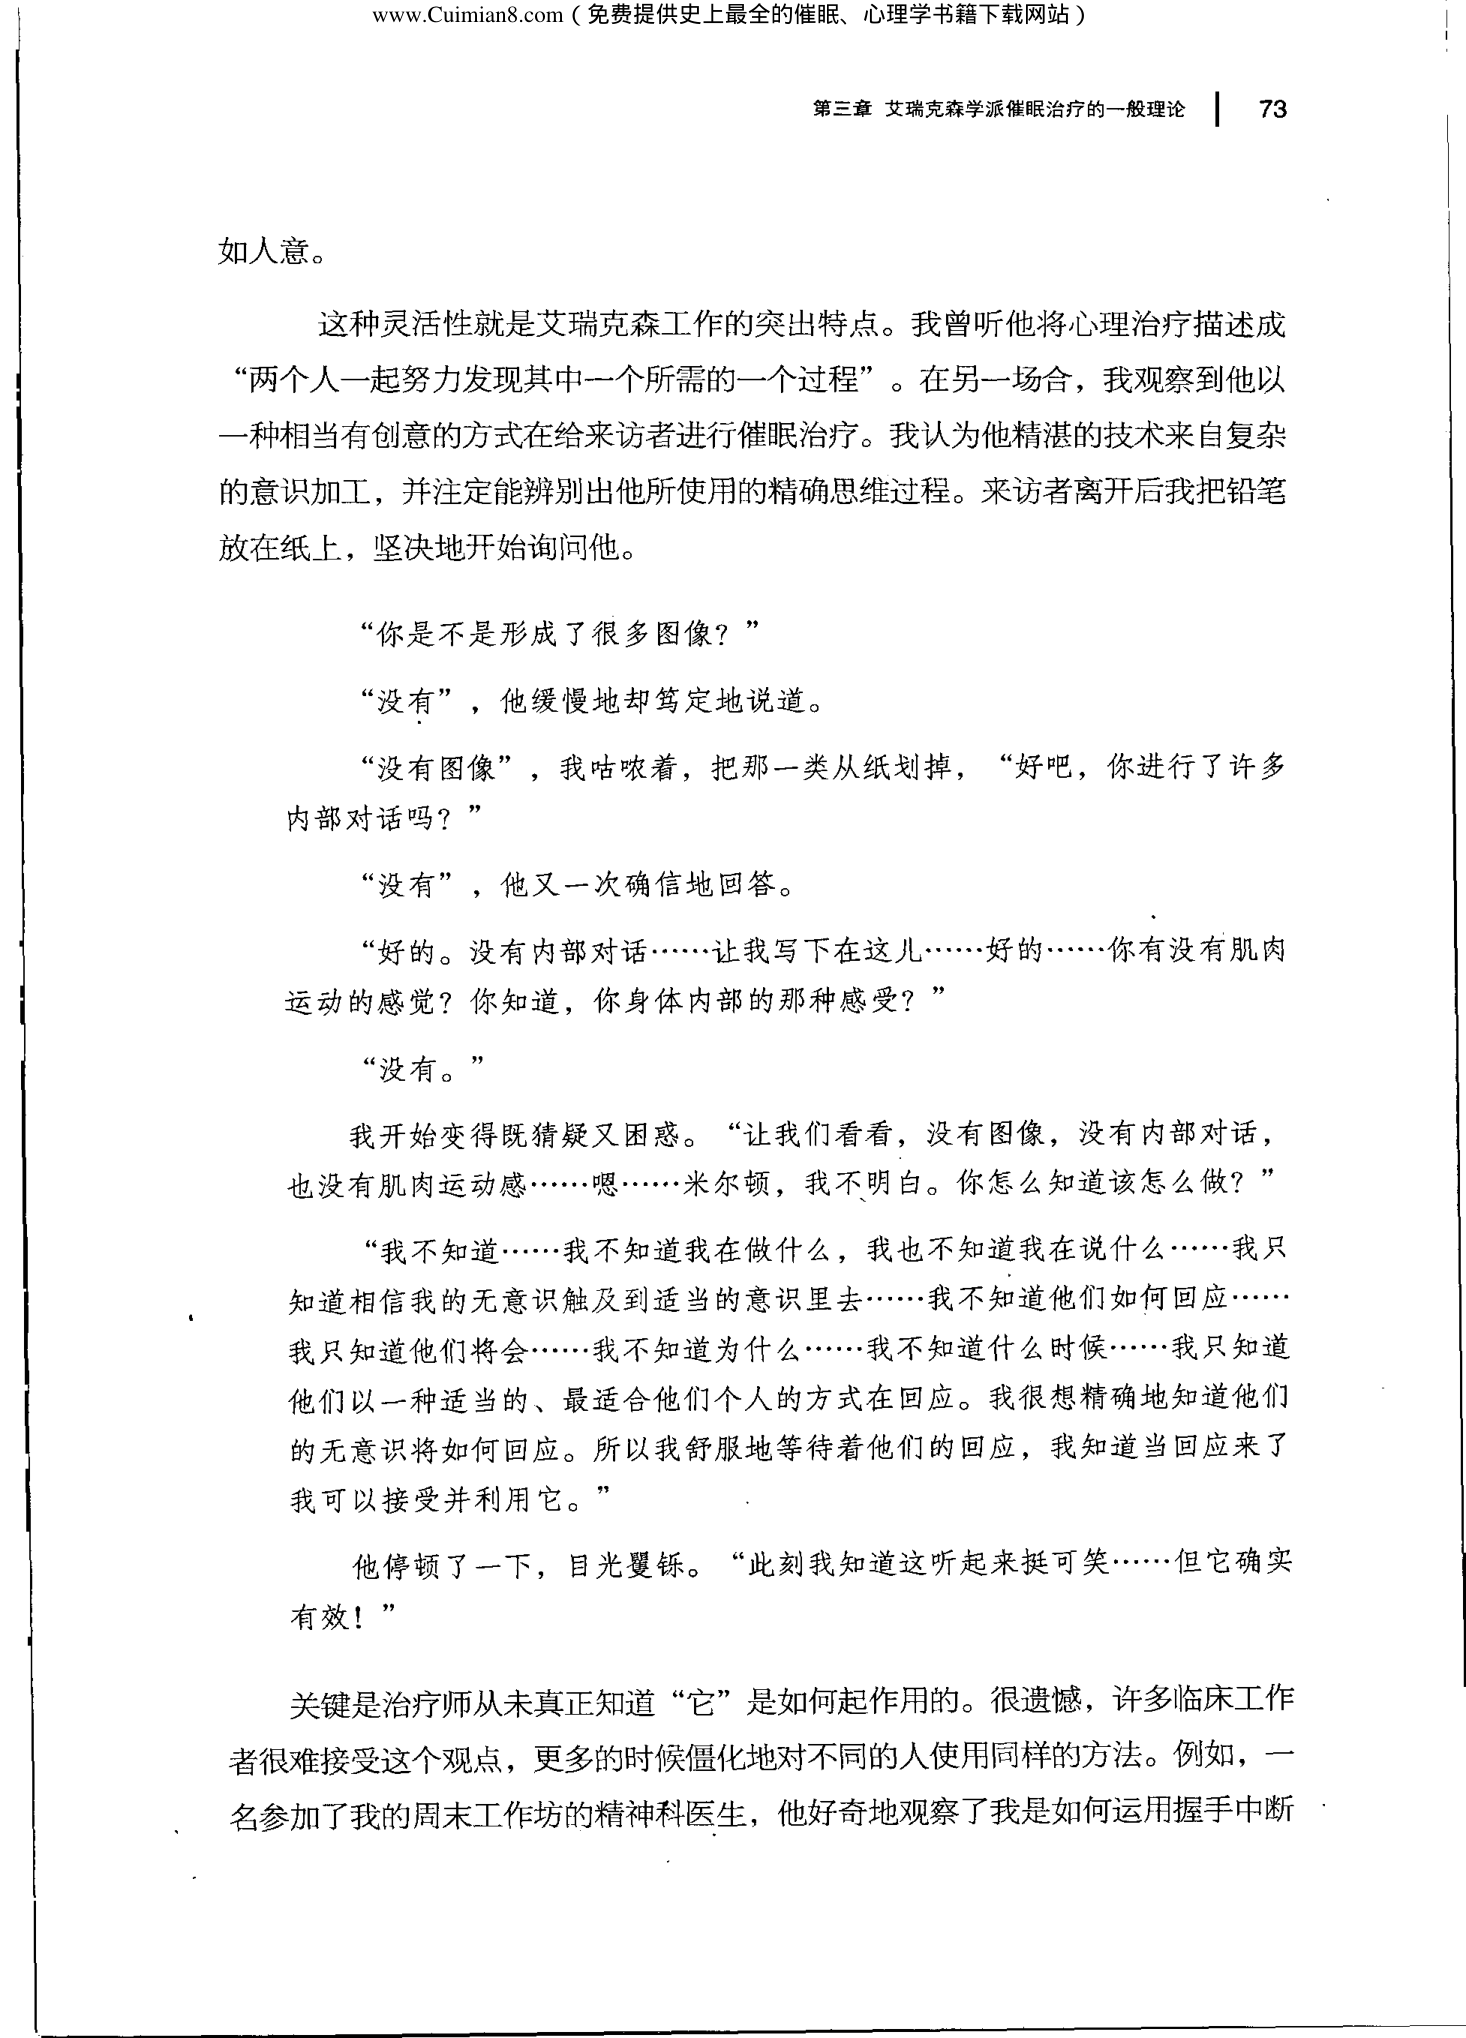 www.Cuimian8.com（免费提供史上最全的催眠、心理学书籍下载网站）
第三章 艾瑞克森学派催眠治疗的一般理论 73
如人意。
这种灵活性就是艾瑞克森工作的突出特点。我曾听他将心理治疗描述成
“两个人一起努力发现其中一个所需的一个过程”。在另一场合，我观察到他以
一种相当有创意的方式在给来访者进行催眠治疗。我认为他精湛的技术来自复杂
的意识加工，并注定能辨别出他所使用的精确思维过程。来访者离开后我把铅笔
放在纸上，坚决地开始询问他。
“你是不是形成了很多图像？”
“没有”，他缓慢地却笃定地说道。
“没有图像”，我咕哝着，把那一类从纸划掉，“好吧，你进行了许多
内部对话吗？”
“没有”，他又一次确信地回答。
“好的。没有内部对话……让我写下在这儿……好的……你有没有肌肉
运动的感觉？你知道，你身体内部的那种感受？”
“没有。”
我开始变得既猜疑又困惑。“让我们看看，没有图像，没有内部对话，
也没有肌肉运动感……嗯……米尔顿，我不明白。你怎么知道该怎么做？”
“我不知道……我不知道我在做什么，我也不知道我在说什么……我只
知道相信我的无意识触及到适当的意识里去……我不知道他们如何回应……
我只知道他们将会……我不知道为什么……我不知道什么时候……我只知道
他们以一种适当的、最适合他们个人的方式在回应。我很想精确地知道他们
的无意识将如何回应。所以我舒服地等待着他们的回应，我知道当回应来了
我可以接受并利用它。”
他停顿了一下，目光矍铄。“此刻我知道这听起来挺可笑……但它确实
有效！”
关键是治疗师从未真正知道“它”是如何起作用的。很遗憾，许多临床工作
者很难接受这个观点，更多的时候僵化地对不同的人使用同样的方法。例如，一
名参加了我的周末工作坊的精神科医生，他好奇地观察了我是如何运用握手中断